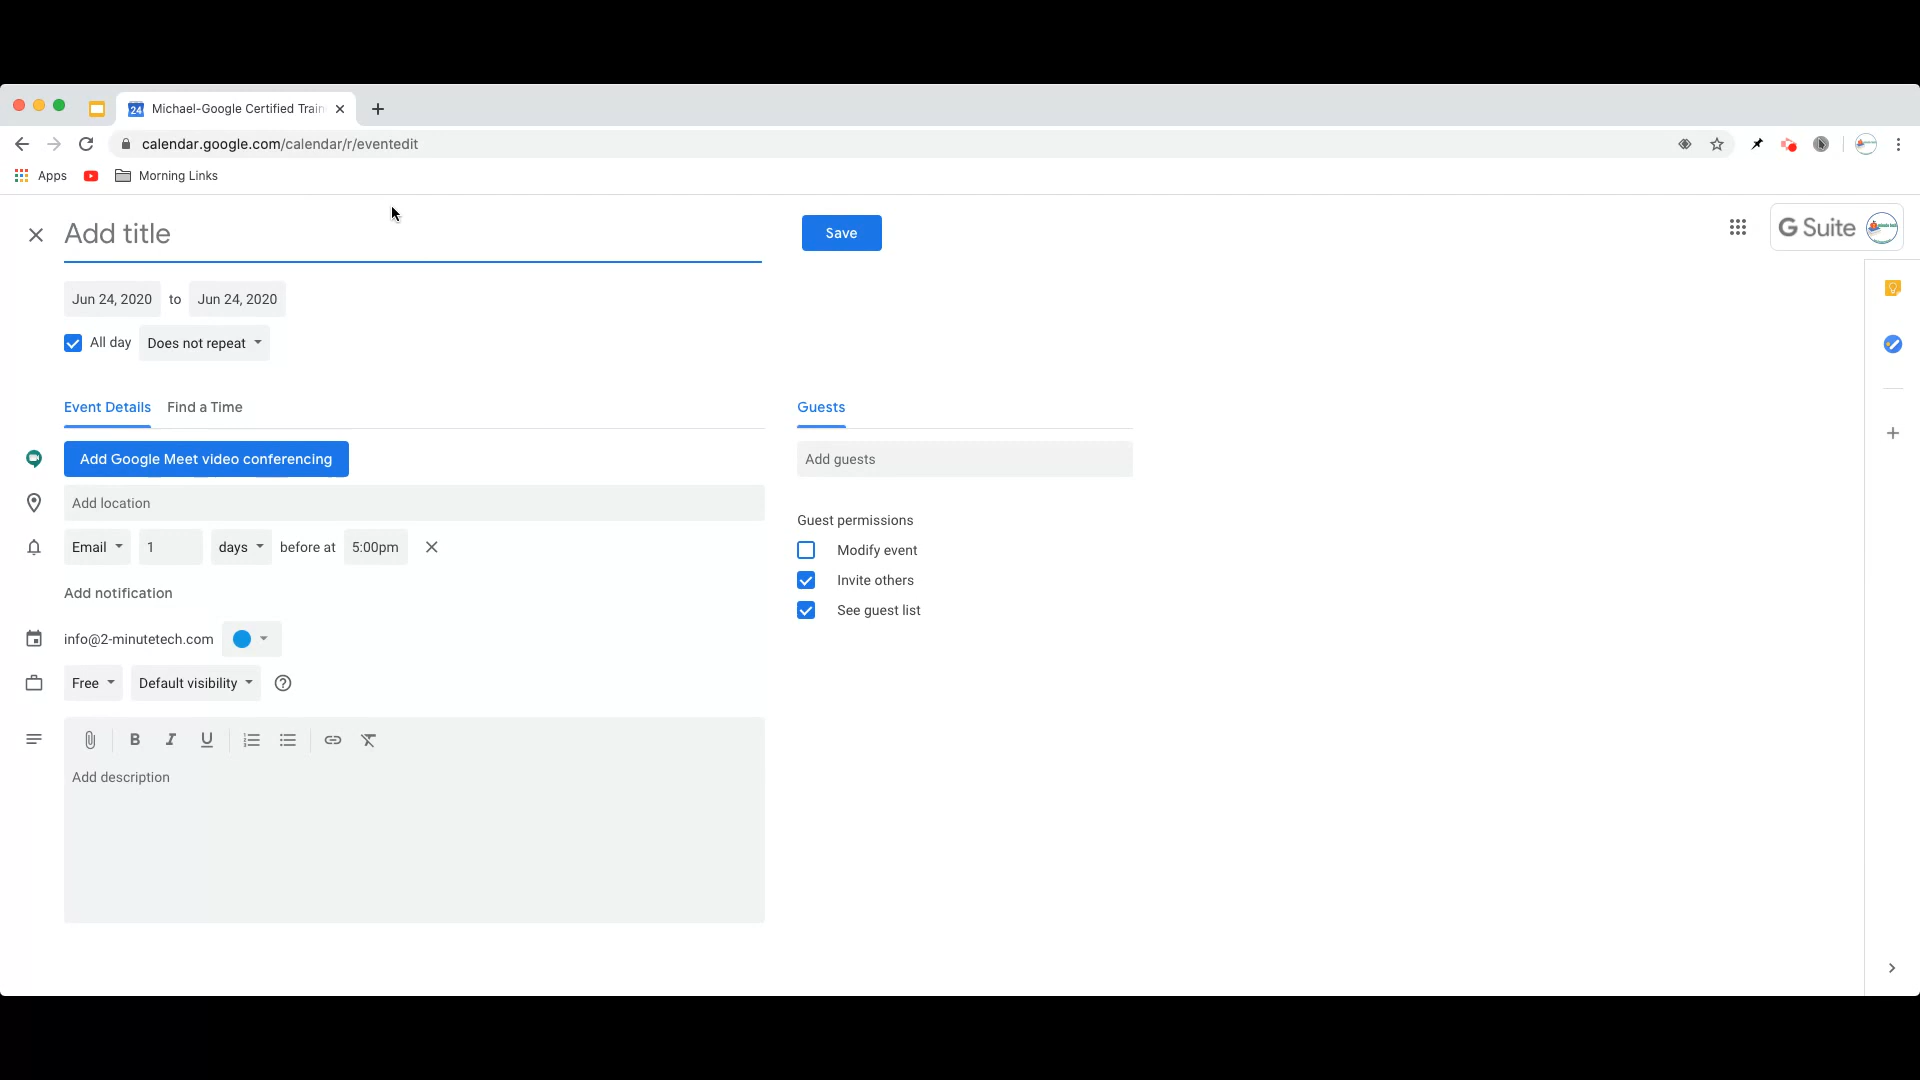 Michael-Google Certified Train
calendar.google.com/calendar/r/eventedit
Apps
Morning Links
Add title
Save
G Suite
Jun 24, 2020 to Jun 24, 2020
All day
Does not repeat
Event Details
Find a Time
Guests
Add Google Meet video conferencing
Add guests
Add location
Guest permissions
Email 1 days before at 5:00pm
Modify event
Invite others
Add notification
See guest list
info@2-minutetech.com
Free
Default visibility
B I U
Add description